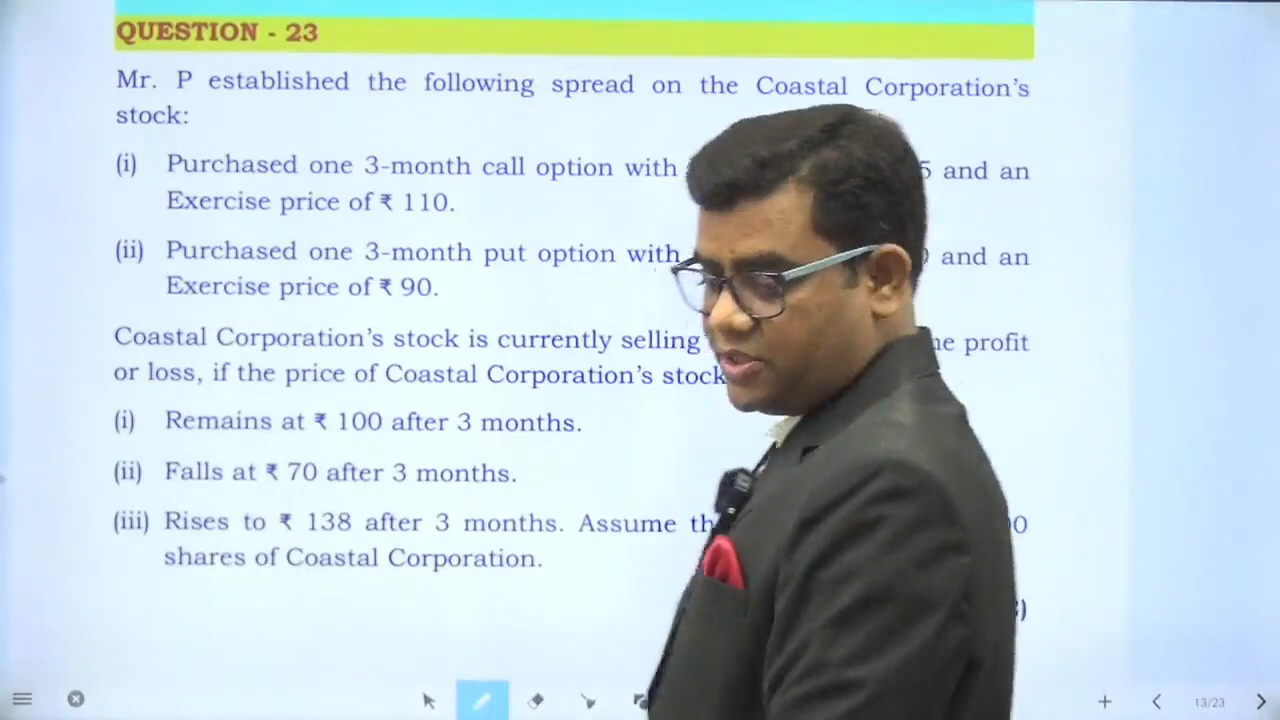 QUESTION - 23
Mr. P established the following spread on the Coastal Corporation's
stock:
(i) Purchased one 3-month call option with and an
Exercise price of ₹ 110.
(ii) Purchased one 3-month put option with and an
Exercise price of ₹ 90.
Coastal Corporation's stock is currently selling profit
or loss, if the price of Coastal Corporation's stock
(i) Remains at ₹ 100 after 3 months.
(ii) Falls at ₹ 70 after 3 months.
(iii) Rises to ₹ 138 after 3 months. Assume
shares of Coastal Corporation.
13/23